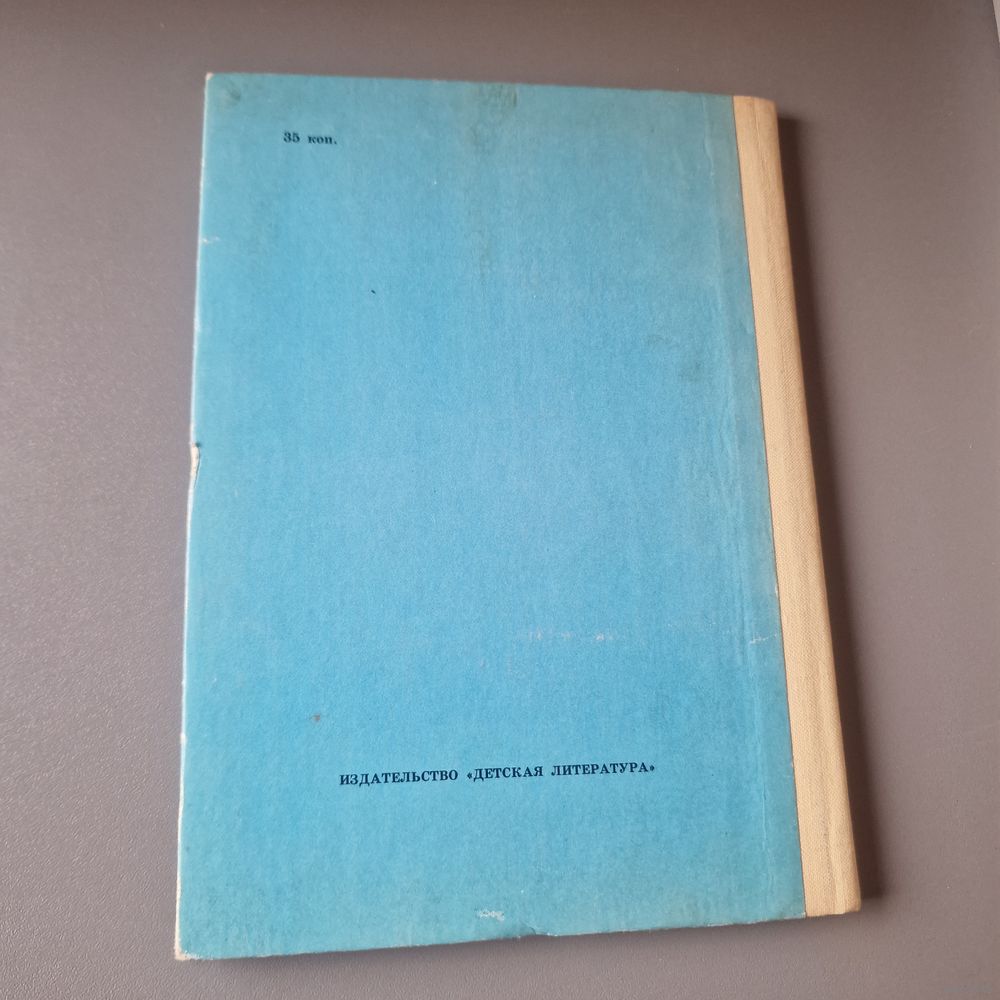 35 коп.
ИЗДАТЕЛЬСТВО «ДЕТСКАЯ ЛИТЕРАТУРА»